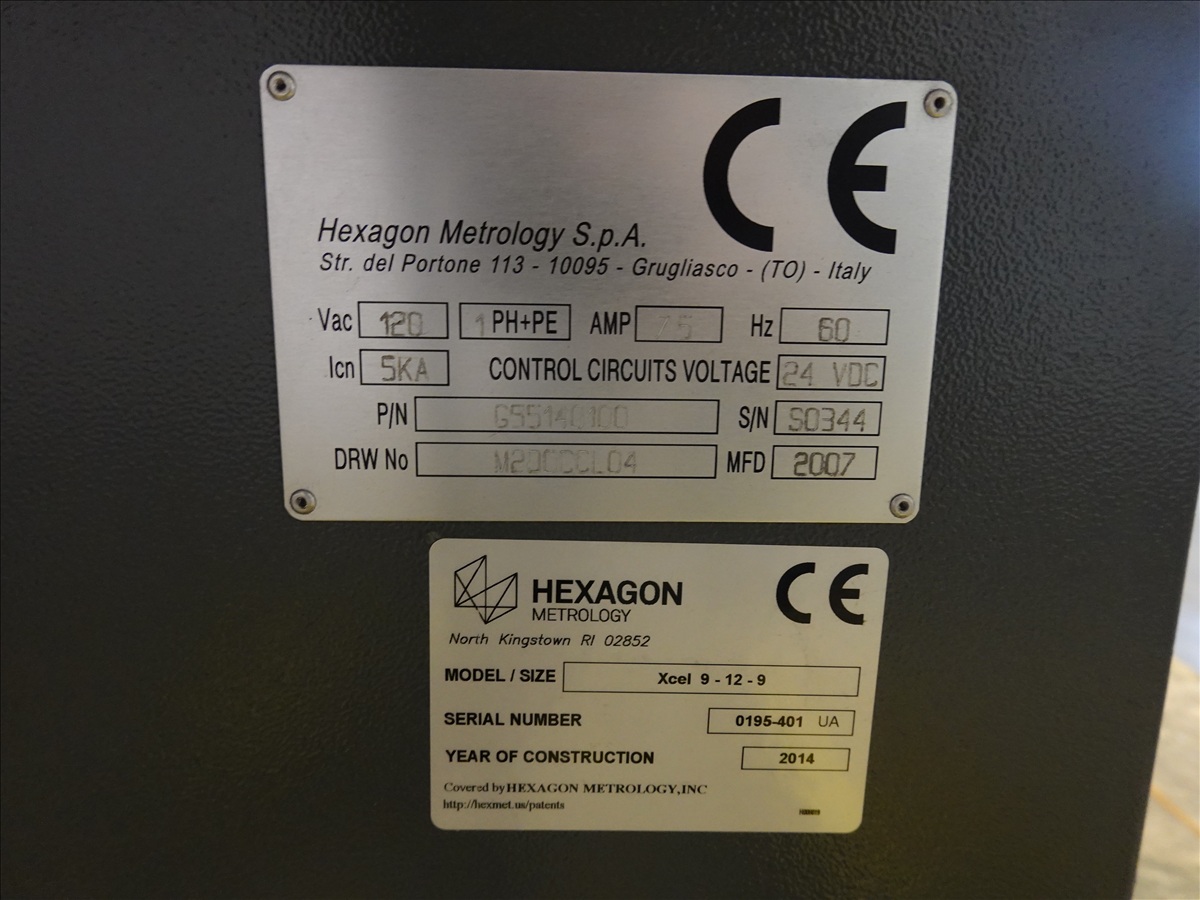 CE
Hexagon Metrology S.p.A.
Str. del Portone 113 - 10095 - Grugliasco - (TO) - Italy
Vac 120 1 PH+PE AMP Hz 60
Icn 5KA CONTROL CIRCUITS VOLTAGE 24 VDC
P/N S/N S0344
DRW No MFD 2007
HEXAGON CE
METROLOGY
North Kingstown RI 02852
MODEL / SIZE Xcel 9 - 12 - 9
SERIAL NUMBER 0195-401 UA
YEAR OF CONSTRUCTION 2014
Covered by HEXAGON METROLOGY,INC
http://hexmet.us/patents